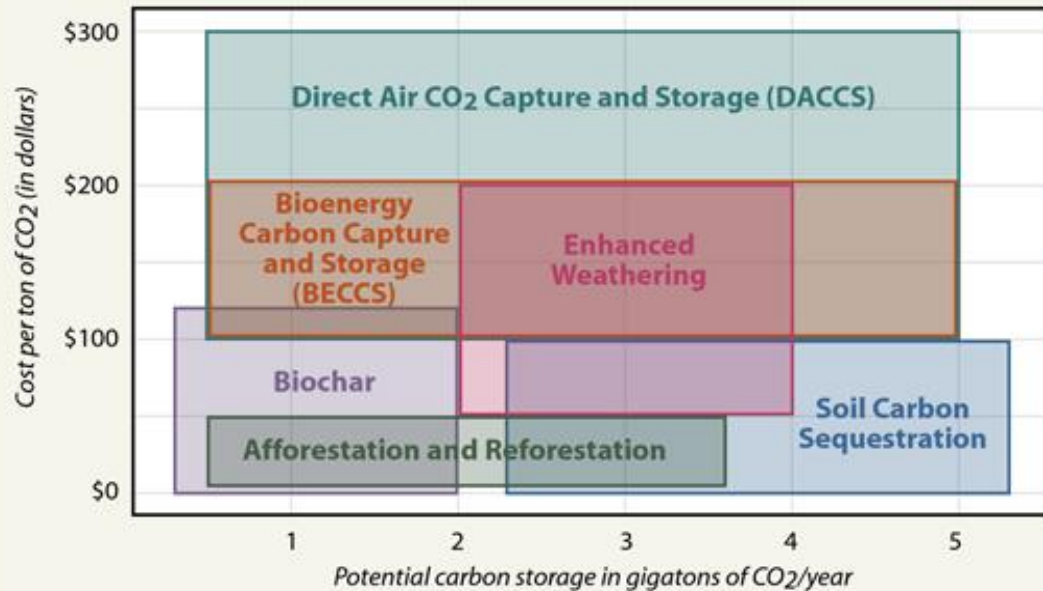 Cost per ton of CO2 (in dollars)
$300
$200
$100
$0
Direct Air CO2 Capture and Storage (DACCS)
Bioenergy
Carbon Capture
and Storage
(BECCS)
Enhanced
Weathering
Biochar
Soil Carbon
Sequestration
Afforestation and Reforestation
1 2 3 4 5
Potential carbon storage in gigatons of CO2/year